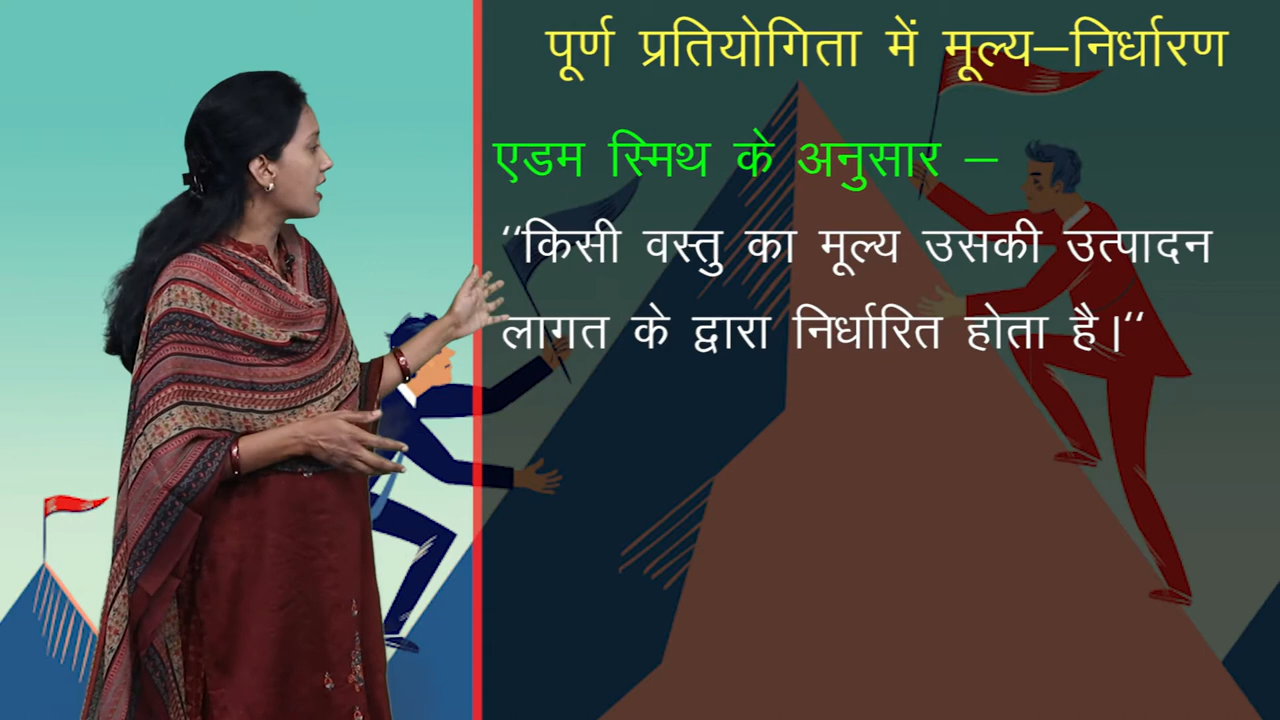 पूर्ण प्रतियोगिता में मूल्य–निर्धारण
एडम स्मिथ के अनुसार –
‘‘किसी वस्तु का मूल्य उसकी उत्पादन
लागत के द्वारा निर्धारित होता है।‘‘